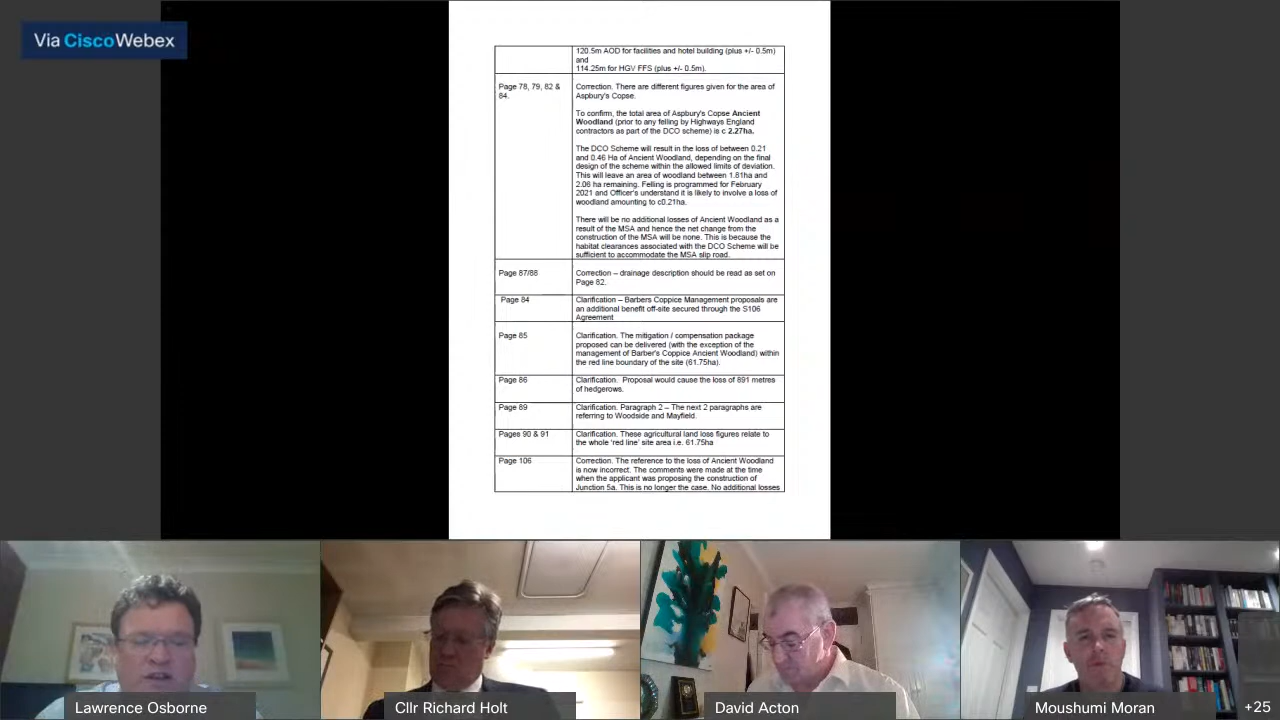 Via Cisco Webex
120.5m AOD for facilities and hotel building (plus +/- 0.5m)
and
114.25m for HGV FFS (plus +/- 0.5m).
Page 78, 79, 82 &
84.
Correction. There are different figures given for the area of
Aspbury's Copse.
To confirm, the total area of Aspbury's Copse Ancient
Woodland (prior to any felling by Highways England
contractors as part of the DCO scheme) is c 2.27ha.
The DCO Scheme will result in the loss of between 0.21
and 0.46 Ha of Ancient Woodland, depending on the final
design of the scheme within the allowed limits of deviation.
This will leave an area of woodland between 1.81ha and
2.06 ha remaining. Felling is programmed for February
2021 and Officer's understand it is likely to involve a loss of
woodland amounting to c0.21ha.
There will be no additional losses of Ancient Woodland as a
result of the MSA and hence the net change from the
construction of the MSA will be none. This is because the
habitat clearances associated with the DCO Scheme will be
sufficient to accommodate the MSA slip road.
Page 87/88
Correction – drainage description should be read as set on
Page 82.
Page 84
Clarification – Barbers Coppice Management proposals are
an additional benefit off-site secured through the S106
Agreement
Page 85
Clarification. The mitigation / compensation package
proposed can be delivered (with the exception of the
management of Barber's Coppice Ancient Woodland) within
the red line boundary of the site (61.75ha).
Page 86
Clarification. Proposal would cause the loss of 891 metres
of hedgerows.
Page 89
Clarification. Paragraph 2 – The next 2 paragraphs are
referring to Woodside and Mayfield.
Pages 90 & 91
Clarification. These agricultural land loss figures relate to
the whole 'red line' site area i.e. 61.75ha
Page 106
Correction. The reference to the loss of Ancient Woodland
is now incorrect. The comments were made at the time
when the applicant was proposing the construction of
Junction 5a. This is no longer the case. No additional losses
Lawrence Osborne
Cllr Richard Holt
David Acton
Moushumi Moran
+25